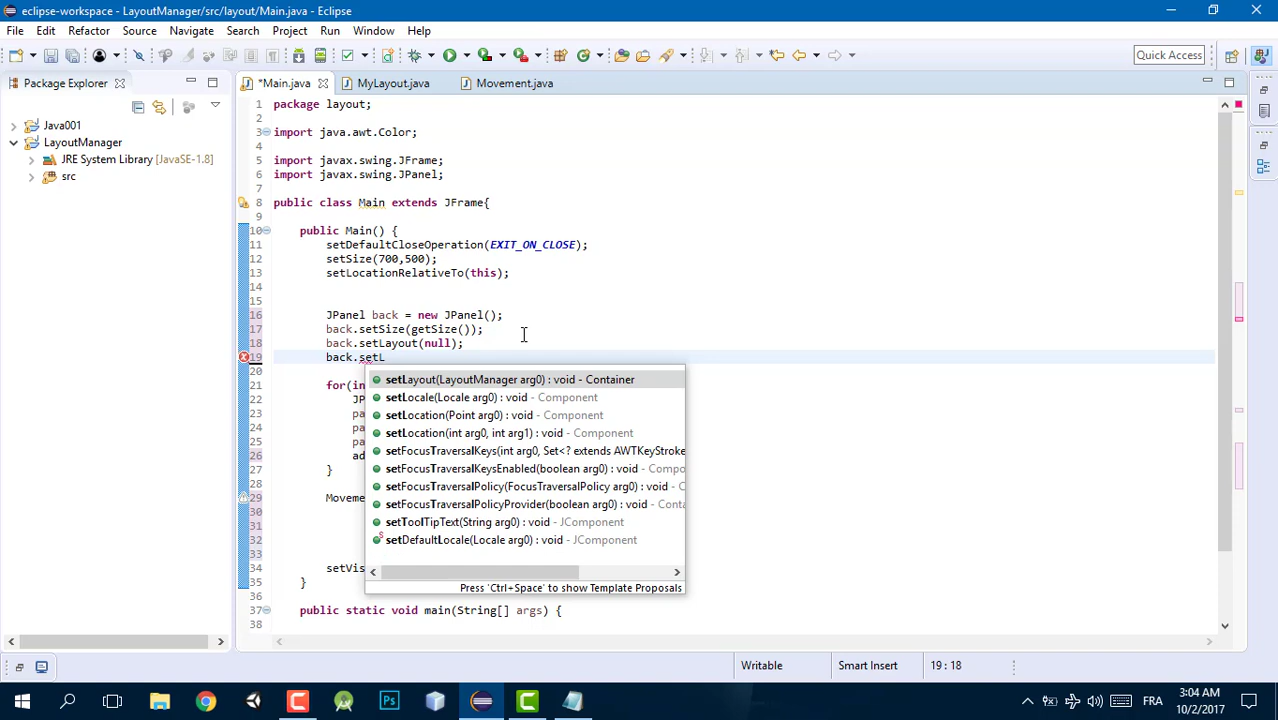 eclipse-workspace - LayoutManager/src/layout/Main.java - Eclipse
File Edit Refactor Source Navigate Search Project Run Window Help
Quick Access
Package Explorer
*Main.java MyLayout.java Movement.java
Java001
LayoutManager
JRE System Library [JavaSE-1.8]
src
1 package layout;
2
3 import java.awt.Color;
4
5 import javax.swing.JFrame;
6 import javax.swing.JPanel;
7
8 public class Main extends JFrame{
9
10 public Main() {
11 setDefaultCloseOperation(EXIT_ON_CLOSE);
12 setSize(700,500);
13 setLocationRelativeTo(this);
14
15
16 JPanel back = new JPanel();
17 back.setSize(getSize());
18 back.setLayout(null);
19 back.setL
20
21 for(in
22 JP
23 pa
24 pa
25 pa
26 ad
27 }
28
29 Moveme
30
31
32
33
34 setVis
35 }
36
37 public static void main(String[] args) {
38
setLayout(LayoutManager arg0) : void - Container
setLocale(Locale arg0) : void - Component
setLocation(Point arg0) : void - Component
setLocation(int arg0, int arg1) : void - Component
setFocusTraversalKeys(int arg0, Set<? extends AWTKeyStroke
setFocusTraversalKeysEnabled(boolean arg0) : void - Compo
setFocusTraversalPolicy(FocusTraversalPolicy arg0) : void - C
setFocusTraversalPolicyProvider(boolean arg0) : void - Conta
setToolTipText(String arg0) : void - JComponent
setDefaultLocale(Locale arg0) : void - JComponent
Press 'Ctrl+Space' to show Template Proposals
Writable Smart Insert 19 : 18
Ps
FRA
3:04 AM
10/2/2017